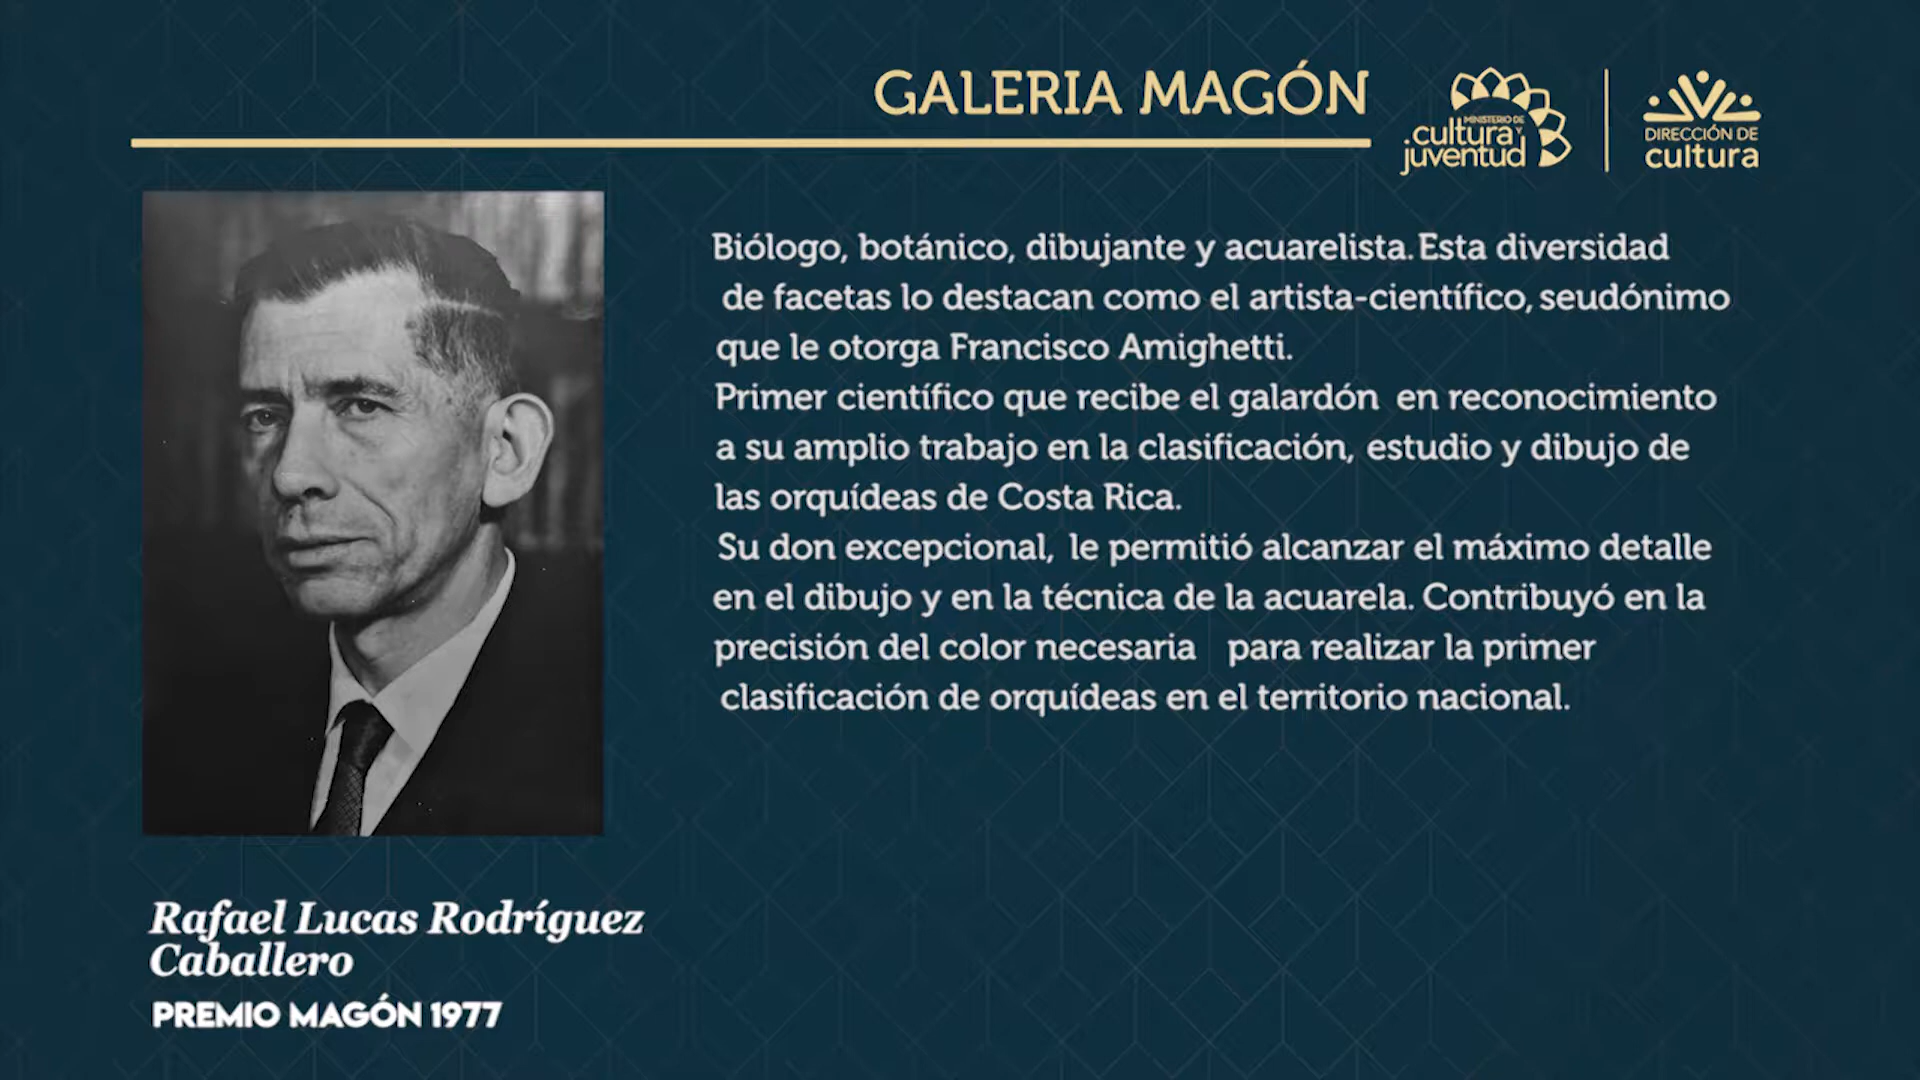 GALERIA MAGÓN
MINISTERIO DE
cultura y
juventud
DIRECCIÓN DE
cultura
Biólogo, botánico, dibujante y acuarelista. Esta diversidad
de facetas lo destacan como el artista-científico, seudónimo
que le otorga Francisco Amighetti.
Primer científico que recibe el galardón en reconocimiento
a su amplio trabajo en la clasificación, estudio y dibujo de
las orquídeas de Costa Rica.
Su don excepcional, le permitió alcanzar el máximo detalle
en el dibujo y en la técnica de la acuarela. Contribuyó en la
precisión del color necesaria para realizar la primer
clasificación de orquídeas en el territorio nacional.
Rafael Lucas Rodríguez
Caballero
PREMIO MAGÓN 1977